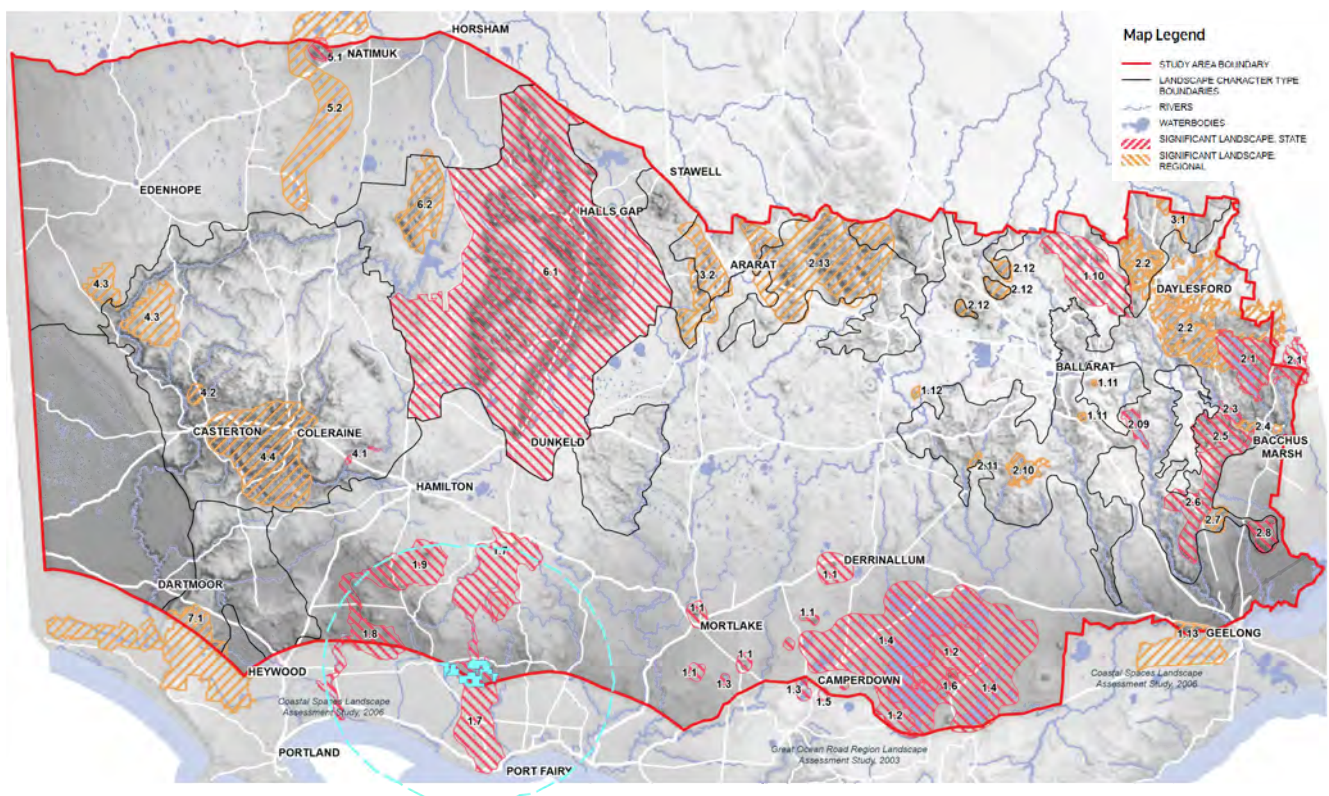 HORSHAM
NATIMUK
5.1
5.2
EDENHOPE
STAWELL
HALLS GAP
6.2
6.1
4.3
4.3
4.2
CASTERTON
COLERAINE
4.4
4.1
DUNKELD
HAMILTON
3.2
ARARAT
2.13
2.12
2.12
2.12
1.10
2.2
3.1
DAYLESFORD
2.2
2.1
2.1
BALLARAT
1.11
1.11
1.12
2.09
2.3
2.4
2.5
BACCHUS
MARSH
2.11
2.10
2.6
2.7
2.8
DARTMOOR
7.1
HEYWOOD
1.9
1.7
1.8
1.7
DERRINALLUM
1.1
1.1
MORTLAKE
1.1
1.1
1.1
1.3
1.3
1.5
CAMPERDOWN
1.4
1.2
1.6
1.4
1.2
1.13
GEELONG
Coastal Spaces Landscape
Assessment Study, 2006
Coastal Spaces Landscape
Assessment Study, 2006
Great Ocean Road Region Landscape
Assessment Study, 2003
PORTLAND
PORT FAIRY
Map Legend
STUDY AREA BOUNDARY
LANDSCAPE CHARACTER TYPE
BOUNDARIES
RIVERS
WATERBODIES
SIGNIFICANT LANDSCAPE, STATE
SIGNIFICANT LANDSCAPE,
REGIONAL